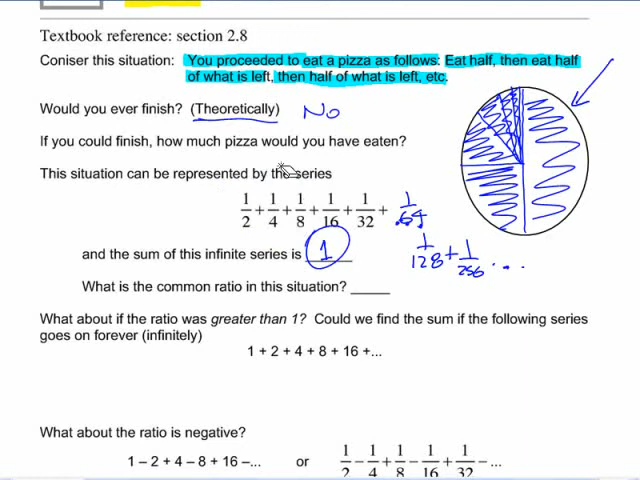 Textbook reference: section 2.8
Coniser this situation: You proceeded to eat a pizza as follows: Eat half, then eat half
of what is left, then half of what is left, etc.
Would you ever finish? (Theoretically) No
If you could finish, how much pizza would you have eaten?
This situation can be represented by the series
1/2 + 1/4 + 1/8 + 1/16 + 1/32 + 1/64
and the sum of this infinite series is 1
1/128 + 1/256 ...
What is the common ratio in this situation? _____
What about if the ratio was greater than 1? Could we find the sum if the following series
goes on forever (infinitely)
1 + 2 + 4 + 8 + 16 +...
What about the ratio is negative?
1 – 2 + 4 – 8 + 16 –... or 1/2 – 1/4 + 1/8 – 1/16 + 1/32 – ...